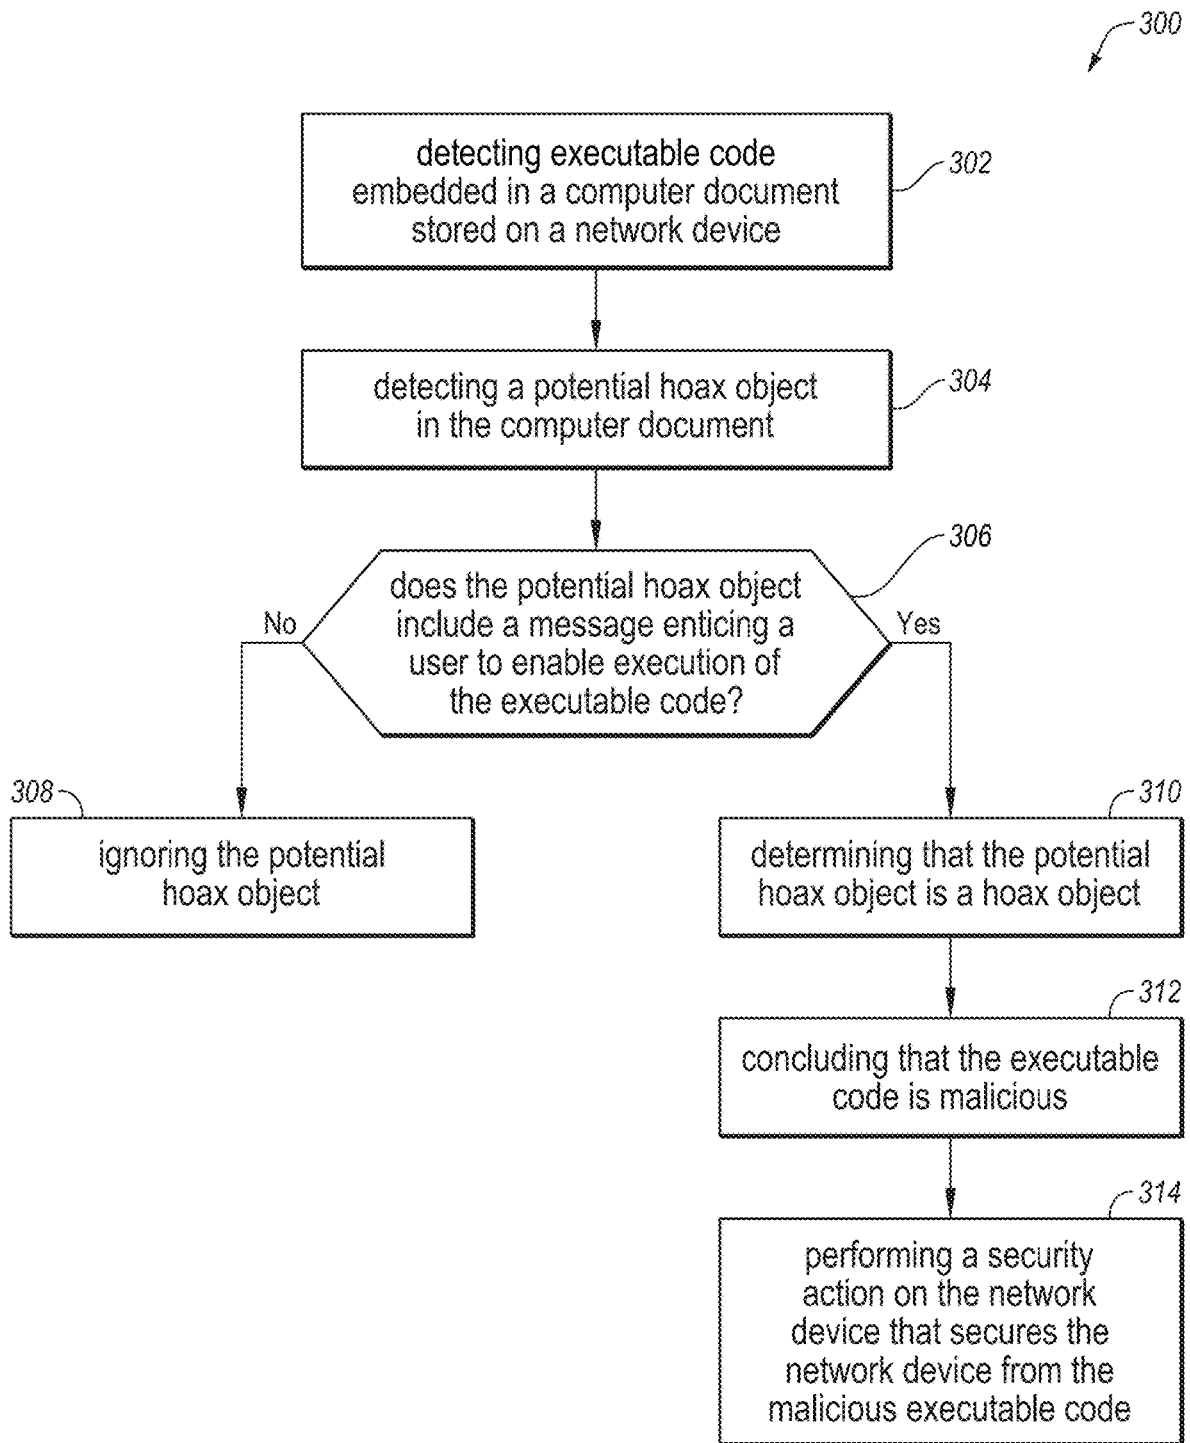 300
detecting executable code
embedded in a computer document
stored on a network device
302
detecting a potential hoax object
in the computer document
304
306
does the potential hoax object
include a message enticing a
user to enable execution of
the executable code?
No
Yes
308
ignoring the potential
hoax object
310
determining that the potential
hoax object is a hoax object
312
concluding that the executable
code is malicious
314
performing a security
action on the network
device that secures the
network device from the
malicious executable code